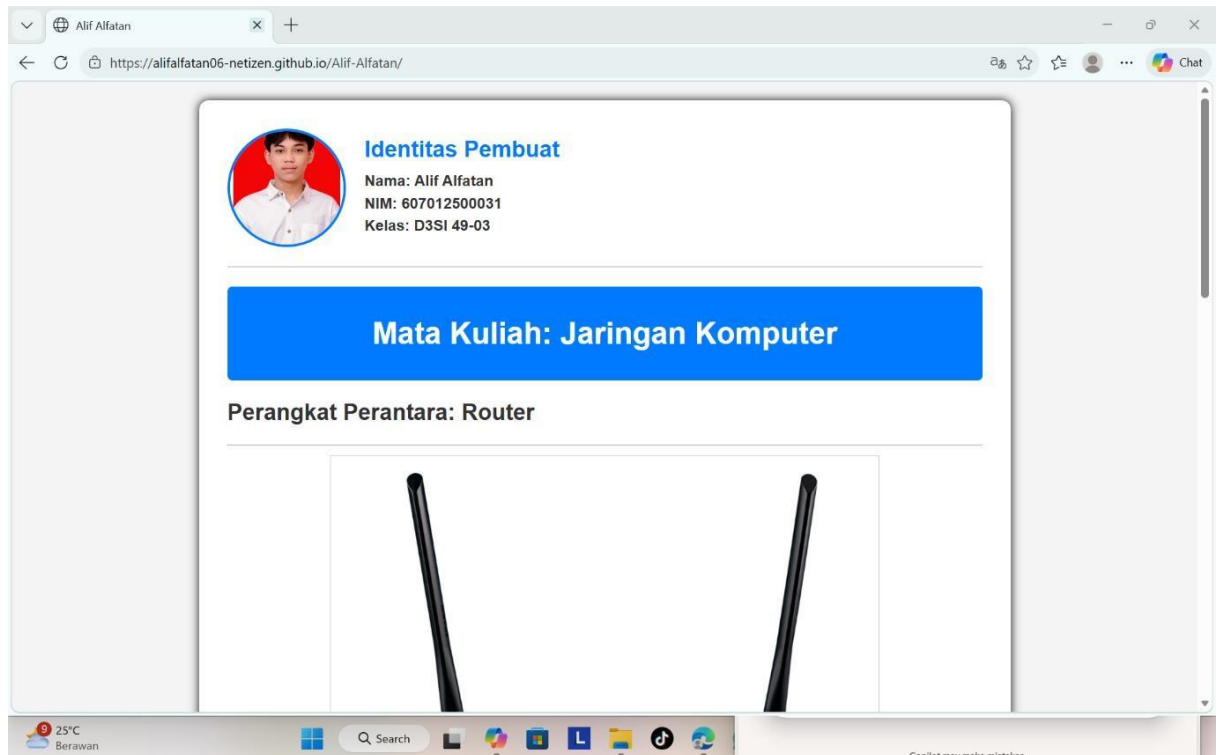 Alif Alfatan
https://alifalfatan06-netizen.github.io/Alif-Alfatan/
Chat
Identitas Pembuat
Nama: Alif Alfatan
NIM: 607012500031
Kelas: D3SI 49-03
Mata Kuliah: Jaringan Komputer
Perangkat Perantara: Router
9
25°C
Berawan
Search
L